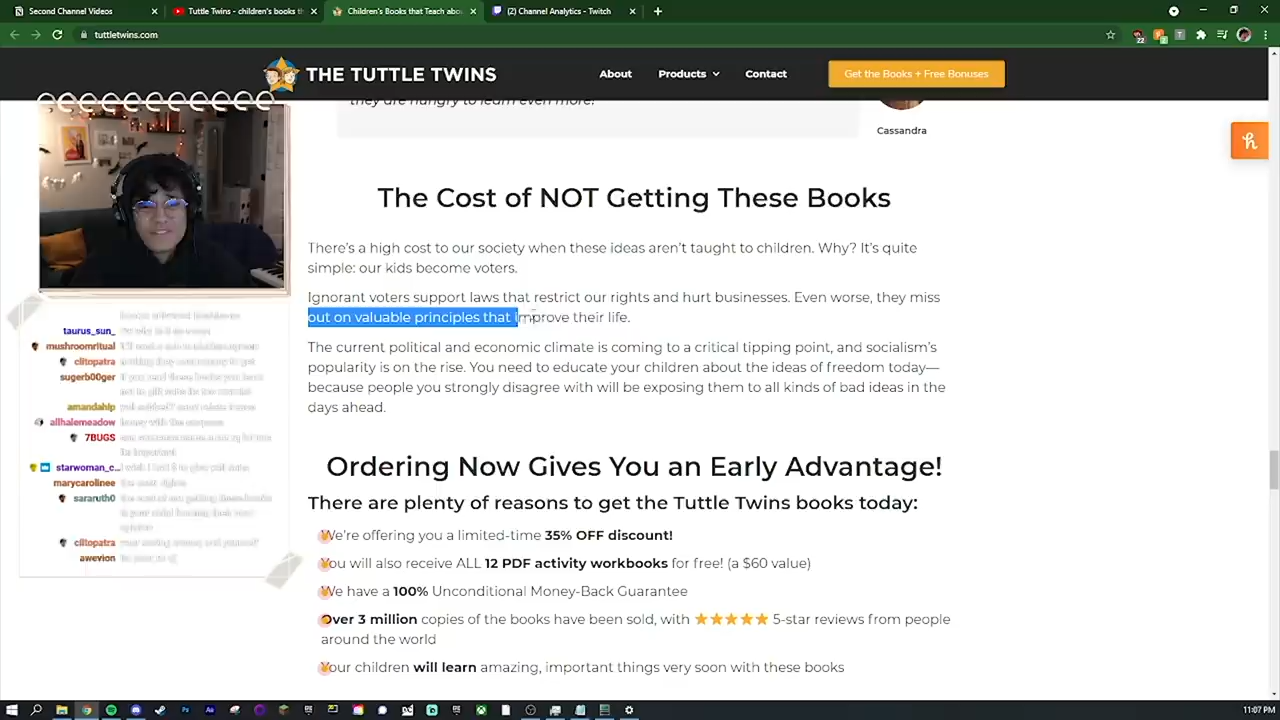 Second Channel Videos
Tuttle Twins - children's books th
Children's Books that Teach abou
(2) Channel Analytics - Twitch
tuttletwins.com
22
THE TUTTLE TWINS
About
Products
Contact
Get the Books + Free Bonuses
they are hungry to learn even more!
Cassandra
The Cost of NOT Getting These Books
There's a high cost to our society when these ideas aren't taught to children. Why? It's quite
simple: our kids become voters.
Ignorant voters support laws that restrict our rights and hurt businesses. Even worse, they miss
out on valuable principles that improve their life.
The current political and economic climate is coming to a critical tipping point, and socialism's
popularity is on the rise. You need to educate your children about the ideas of freedom today—
because people you strongly disagree with will be exposing them to all kinds of bad ideas in the
days ahead.
Ordering Now Gives You an Early Advantage!
There are plenty of reasons to get the Tuttle Twins books today:
We're offering you a limited-time 35% OFF discount!
You will also receive ALL 12 PDF activity workbooks for free! (a $60 value)
We have a 100% Unconditional Money-Back Guarantee
Over 3 million copies of the books have been sold, with ★★★★★ 5-star reviews from people
around the world
Your children will learn amazing, important things very soon with these books
taurus_sun_
mushroomritual
clitopatra
sugerb00ger
amandahlp
allhalemeadow
7BUGS
starwoman_c...
marycarolinee
sararuth0
clitopatra
awevion
11:07 PM